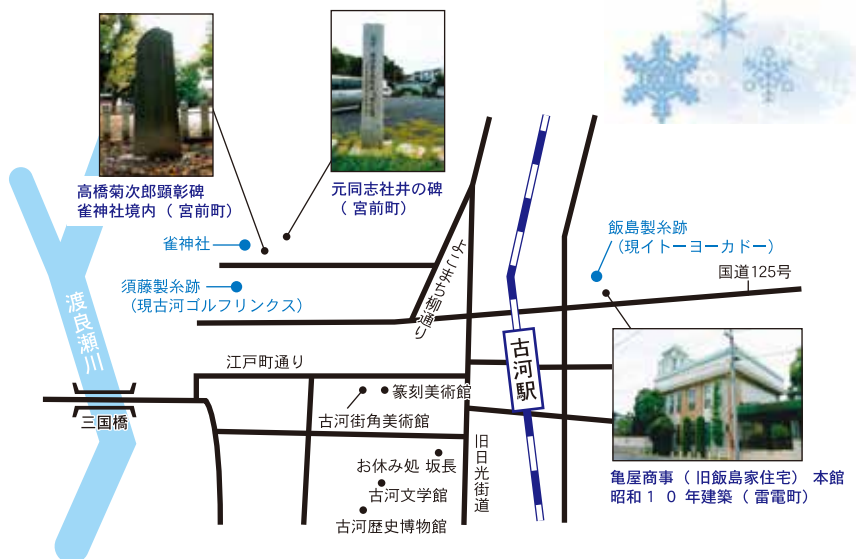 高橋菊次郎顕彰碑
雀神社境内（宮前町）
元同志社井の碑
（宮前町）
雀神社
須藤製糸跡
（現古河ゴルフリンクス）
よこまち柳通り
飯島製糸跡
（現イトーヨーカドー）
国道125号
渡良瀬川
江戸町通り
古河駅
篆刻美術館
古河街角美術館
三国橋
旧日光街道
お休み処 坂長
古河文学館
古河歴史博物館
亀屋商事（旧飯島家住宅）本館
昭和１０年建築（雷電町）